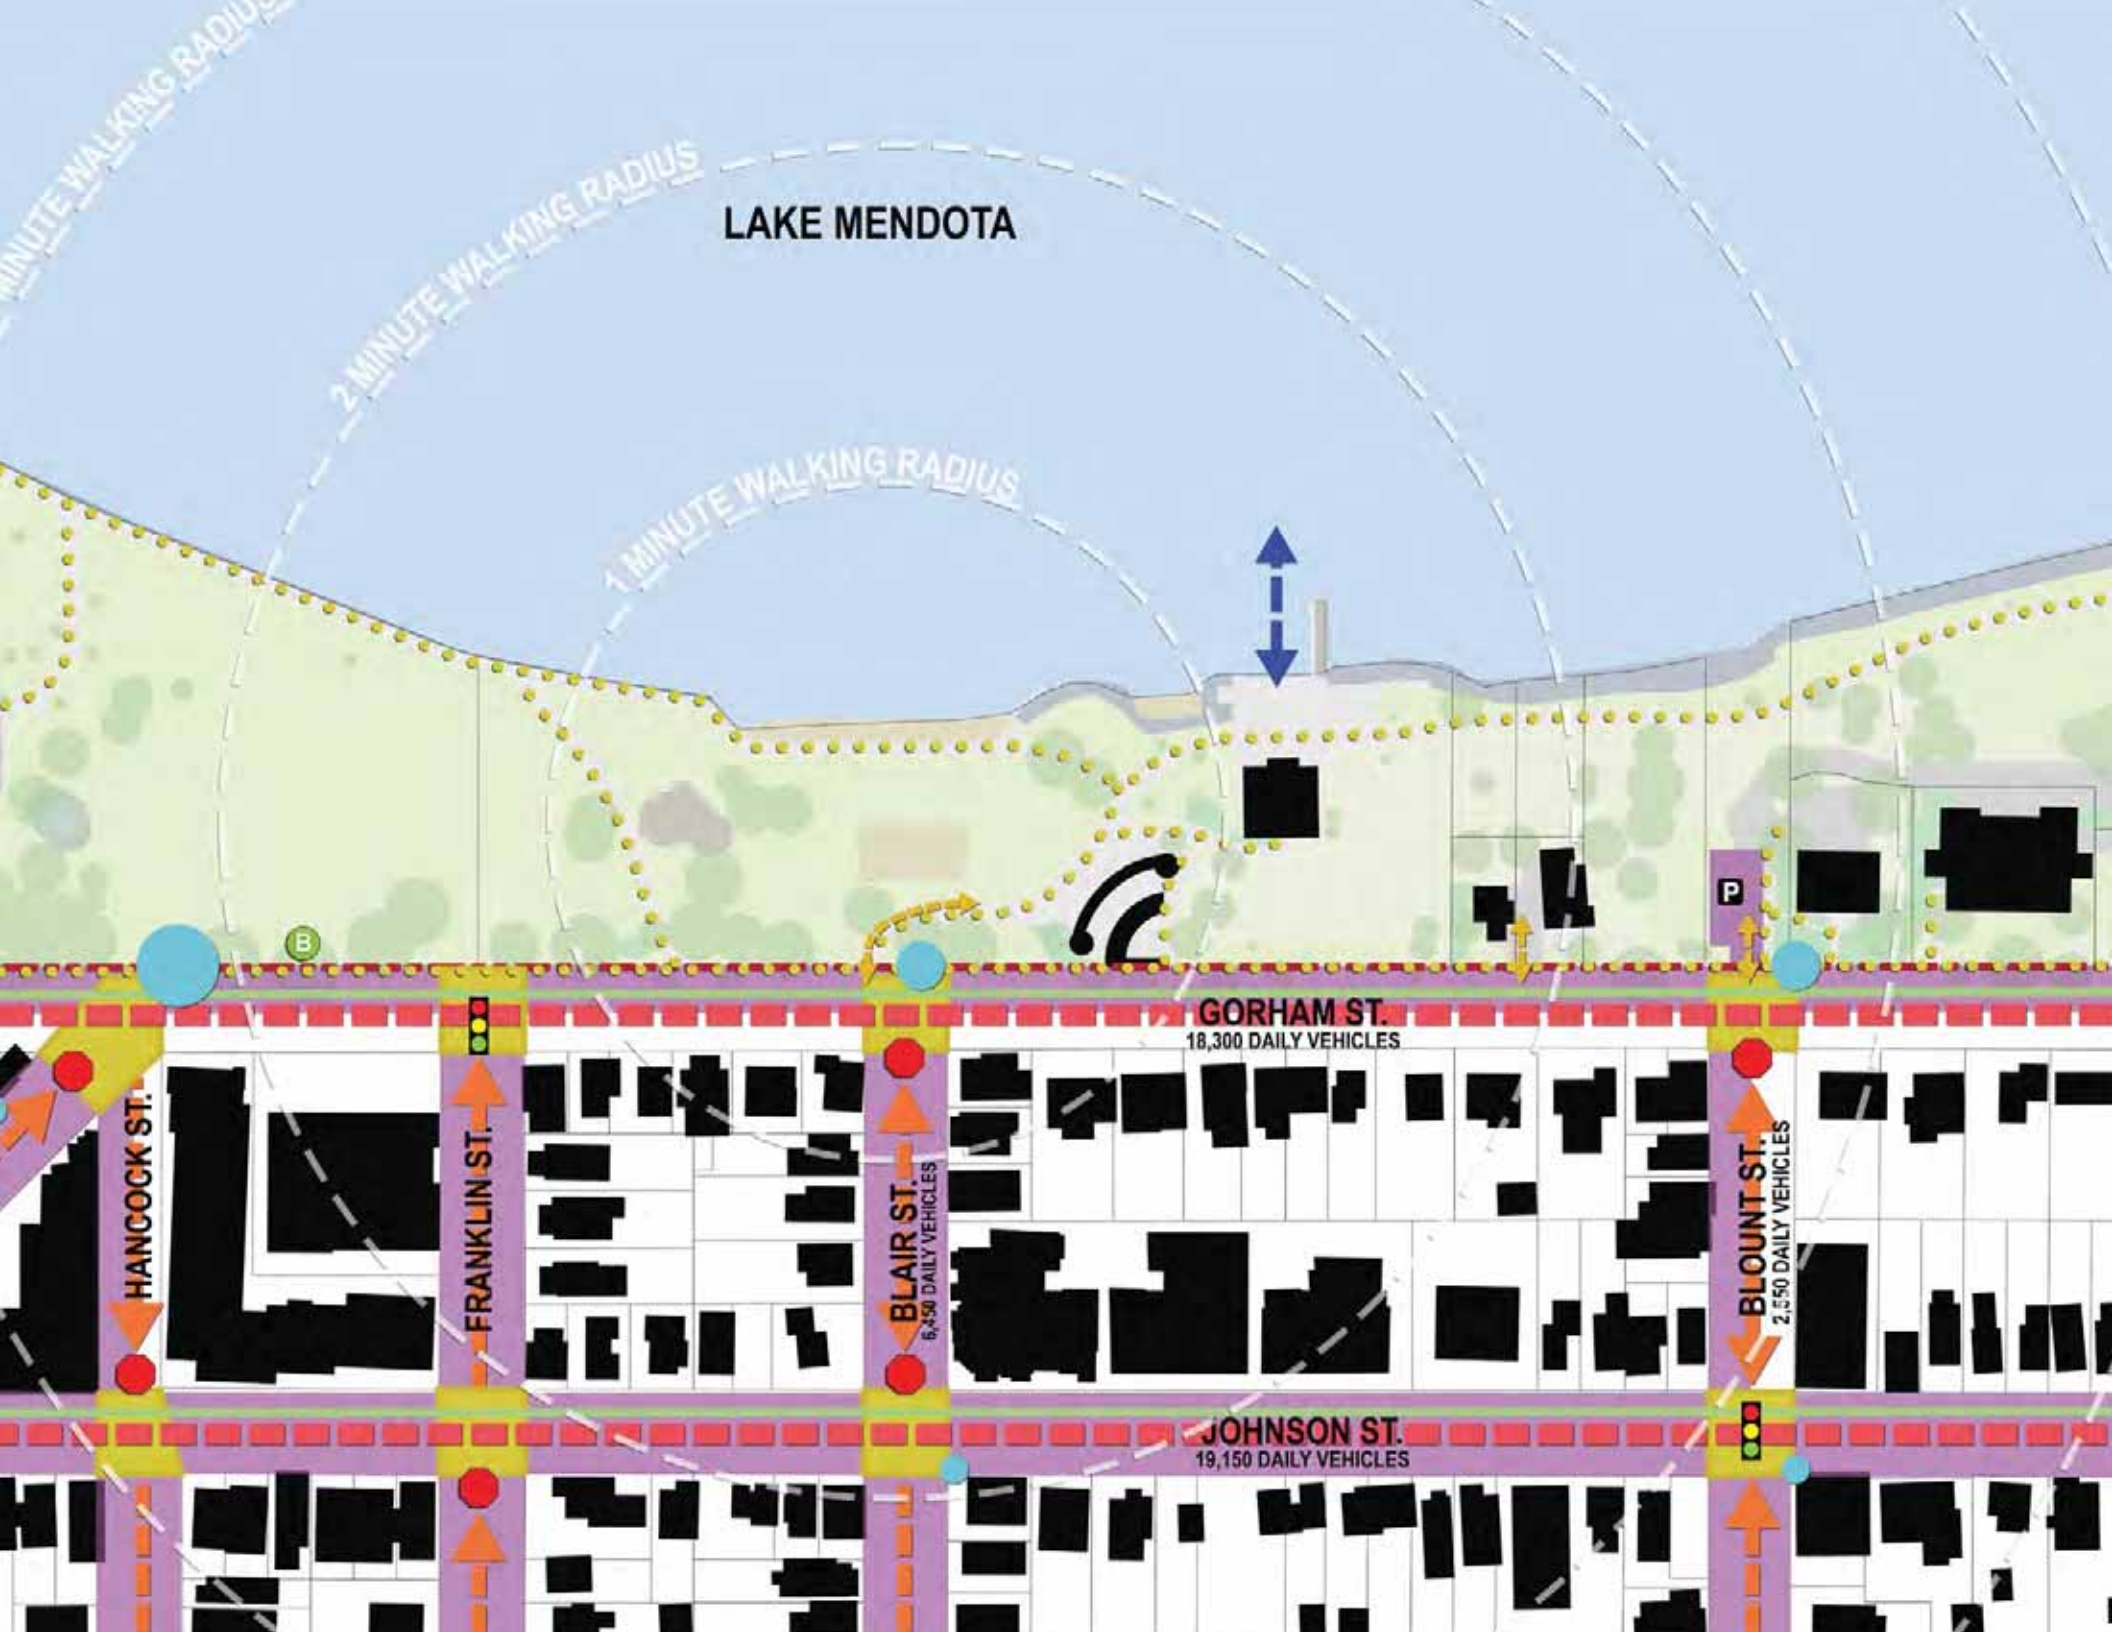 MINUTE WALKING RADIUS
2 MINUTE WALKING RADIUS
LAKE MENDOTA
1 MINUTE WALKING RADIUS
P
B
GORHAM ST.
18,300 DAILY VEHICLES
HANCOCK ST.
FRANKLIN ST.
BLAIR ST.
6,450 DAILY VEHICLES
BLOUNT ST.
2,550 DAILY VEHICLES
JOHNSON ST.
19,150 DAILY VEHICLES